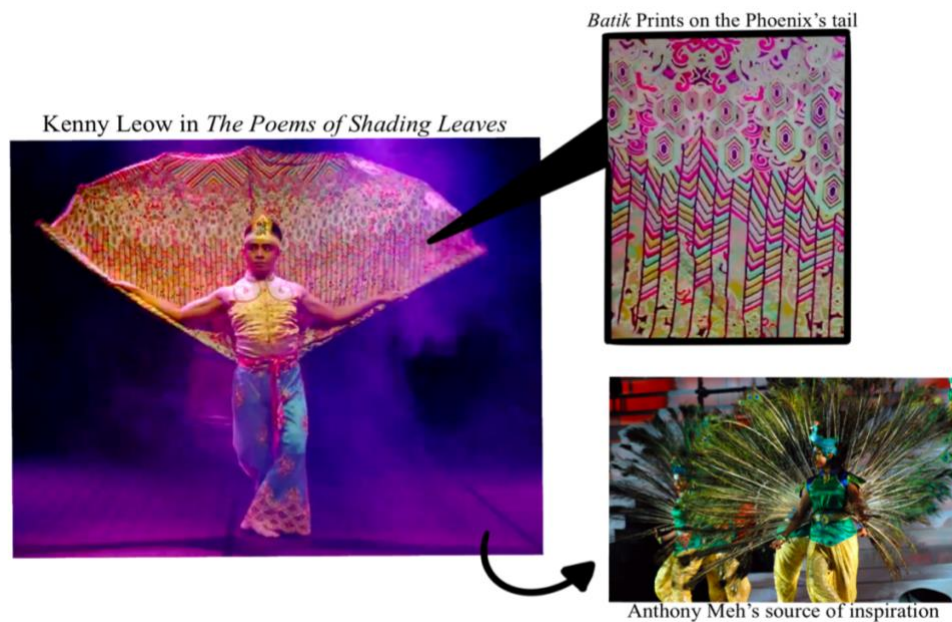 Batik Prints on the Phoenix's tail
Kenny Leow in The Poems of Shading Leaves
Anthony Meh's source of inspiration